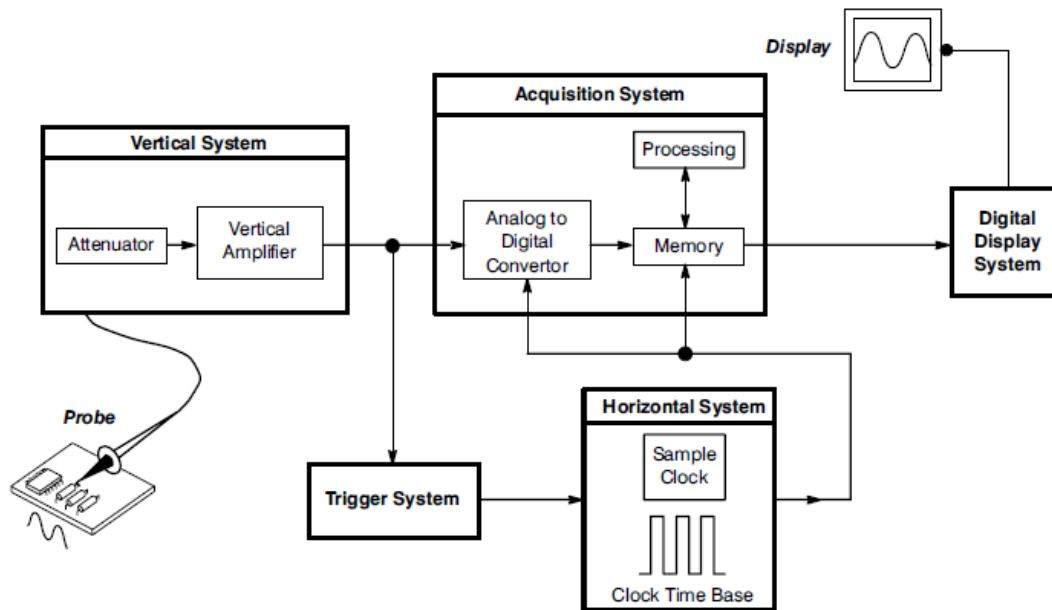 Display
Acquisition System
Vertical System
Processing
Attenuator
Vertical
Amplifier
Analog to
Digital
Convertor
Memory
Digital
Display
System
Probe
Horizontal System
Sample
Clock
Trigger System
Clock Time Base